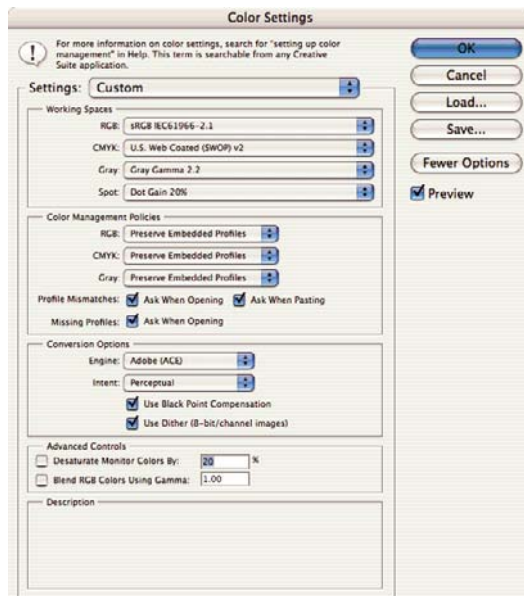 Color Settings
For more information on color settings, search for "setting up color
management" in Help. This term is searchable from any Creative
Suite application.
Settings: Custom
Working Spaces
RGB: sRGB IEC61966-2.1
CMYK: U.S. Web Coated (SWOP) v2
Gray: Gray Gamma 2.2
Spot: Dot Gain 20%
Color Management Policies
RGB: Preserve Embedded Profiles
CMYK: Preserve Embedded Profiles
Gray: Preserve Embedded Profiles
Profile Mismatches: Ask When Opening Ask When Pasting
Missing Profiles: Ask When Opening
Conversion Options
Engine: Adobe (ACE)
Intent: Perceptual
Use Black Point Compensation
Use Dither (8-bit/channel images)
Advanced Controls
Desaturate Monitor Colors By: 20 %
Blend RGB Colors Using Gamma: 1.00
Description
OK
Cancel
Load...
Save...
Fewer Options
Preview